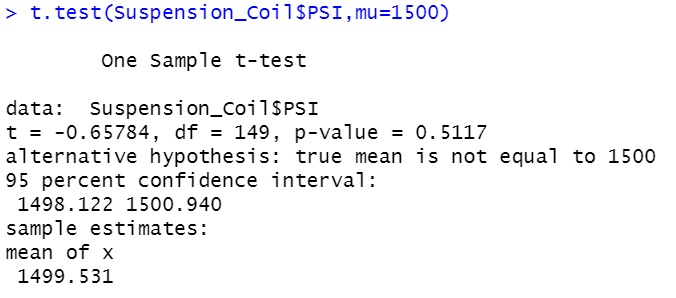 > t.test(Suspension_Coil$PSI,mu=1500)
One Sample t-test
data:  Suspension_Coil$PSI
t = -0.65784, df = 149, p-value = 0.5117
alternative hypothesis: true mean is not equal to 1500
95 percent confidence interval:
1498.122 1500.940
sample estimates:
mean of x
1499.531